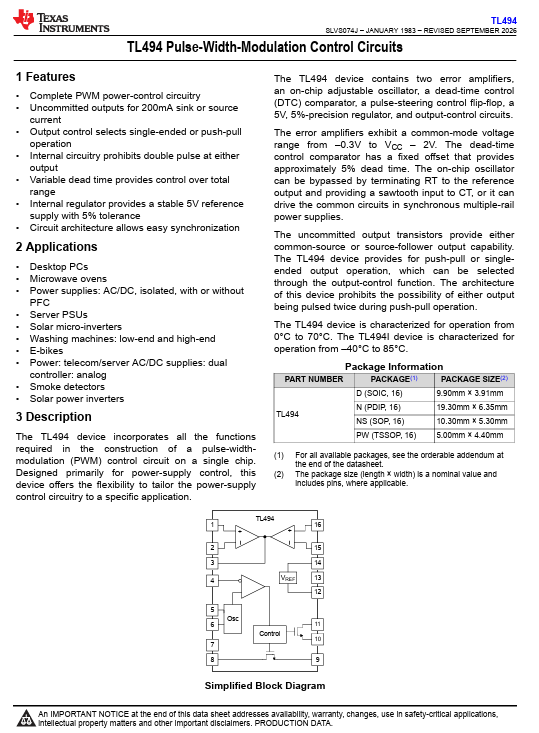 TEXAS
INSTRUMENTS
TL494
SLVS074J – JANUARY 1983 – REVISED SEPTEMBER 2026
TL494 Pulse-Width-Modulation Control Circuits
1 Features
• Complete PWM power-control circuitry
• Uncommitted outputs for 200mA sink or source
current
• Output control selects single-ended or push-pull
operation
• Internal circuitry prohibits double pulse at either
output
• Variable dead time provides control over total
range
• Internal regulator provides a stable 5V reference
supply with 5% tolerance
• Circuit architecture allows easy synchronization
2 Applications
• Desktop PCs
• Microwave ovens
• Power supplies: AC/DC, isolated, with or without
PFC
• Server PSUs
• Solar micro-inverters
• Washing machines: low-end and high-end
• E-bikes
• Power: telecom/server AC/DC supplies: dual
controller: analog
• Smoke detectors
• Solar power inverters
3 Description
The TL494 device incorporates all the functions
required in the construction of a pulse-width-
modulation (PWM) control circuit on a single chip.
Designed primarily for power-supply control, this
device offers the flexibility to tailor the power-supply
control circuitry to a specific application.
The TL494 device contains two error amplifiers,
an on-chip adjustable oscillator, a dead-time control
(DTC) comparator, a pulse-steering control flip-flop, a
5V, 5%-precision regulator, and output-control circuits.
The error amplifiers exhibit a common-mode voltage
range from –0.3V to VCC – 2V. The dead-time
control comparator has a fixed offset that provides
approximately 5% dead time. The on-chip oscillator
can be bypassed by terminating RT to the reference
output and providing a sawtooth input to CT, or it can
drive the common circuits in synchronous multiple-rail
power supplies.
The uncommitted output transistors provide either
common-source or source-follower output capability.
The TL494 device provides for push-pull or single-
ended output operation, which can be selected
through the output-control function. The architecture
of this device prohibits the possibility of either output
being pulsed twice during push-pull operation.
The TL494 device is characterized for operation from
0°C to 70°C. The TL494I device is characterized for
operation from –40°C to 85°C.
Package Information
PART NUMBER PACKAGE(1) PACKAGE SIZE(2)
TL494
D (SOIC, 16) 9.90mm × 3.91mm
N (PDIP, 16) 19.30mm × 6.35mm
NS (SOP, 16) 10.30mm × 5.30mm
PW (TSSOP, 16) 5.00mm × 4.40mm
(1) For all available packages, see the orderable addendum at
the end of the datasheet.
(2) The package size (length × width) is a nominal value and
includes pins, where applicable.
TL494
1 + – + – 16
2 15
3 14
4 VREF 13
12
5 Osc 11
6 Control 10
7
8 9
Simplified Block Diagram
An IMPORTANT NOTICE at the end of this data sheet addresses availability, warranty, changes, use in safety-critical applications,
intellectual property matters and other important disclaimers. PRODUCTION DATA.